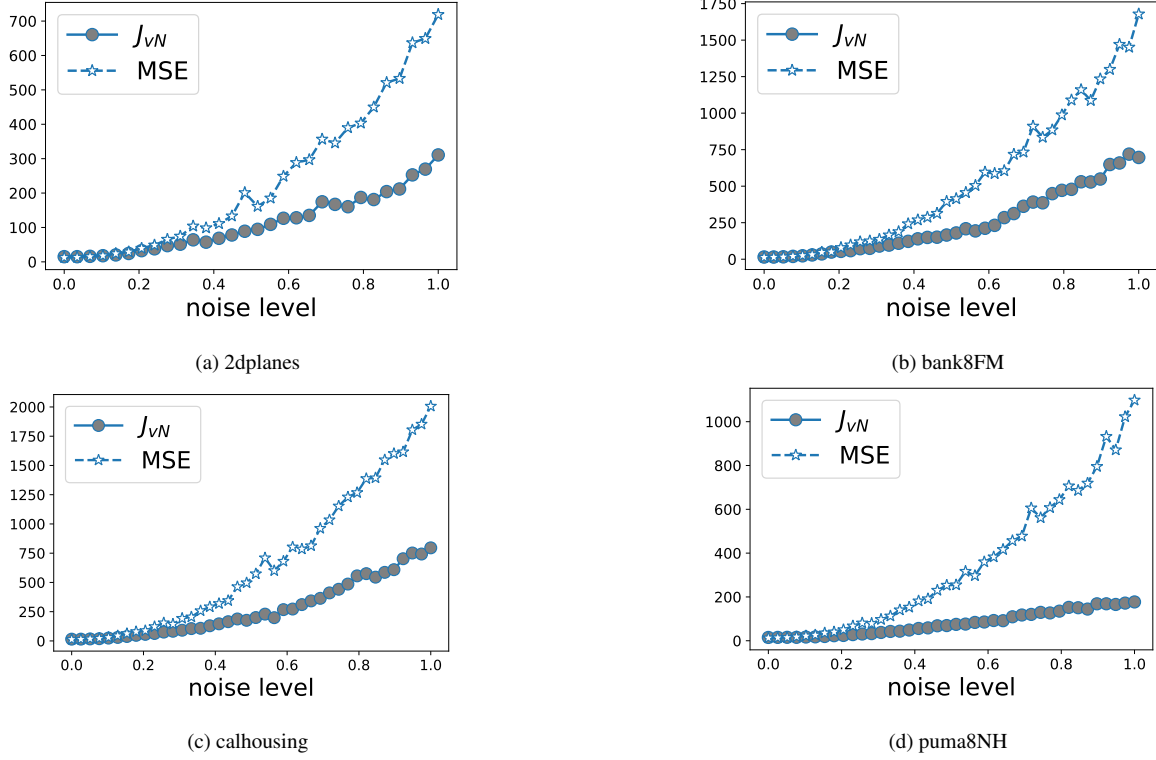 700
600
500
400
300
200
100
0
J_vN
MSE
0.0 0.2 0.4 0.6 0.8 1.0
noise level
(a) 2dplanes
1750
1500
1250
1000
750
500
250
0
J_vN
MSE
0.0 0.2 0.4 0.6 0.8 1.0
noise level
(b) bank8FM
2000
1750
1500
1250
1000
750
500
250
0
J_vN
MSE
0.0 0.2 0.4 0.6 0.8 1.0
noise level
(c) calhousing
1000
800
600
400
200
0
J_vN
MSE
0.0 0.2 0.4 0.6 0.8 1.0
noise level
(d) puma8NH